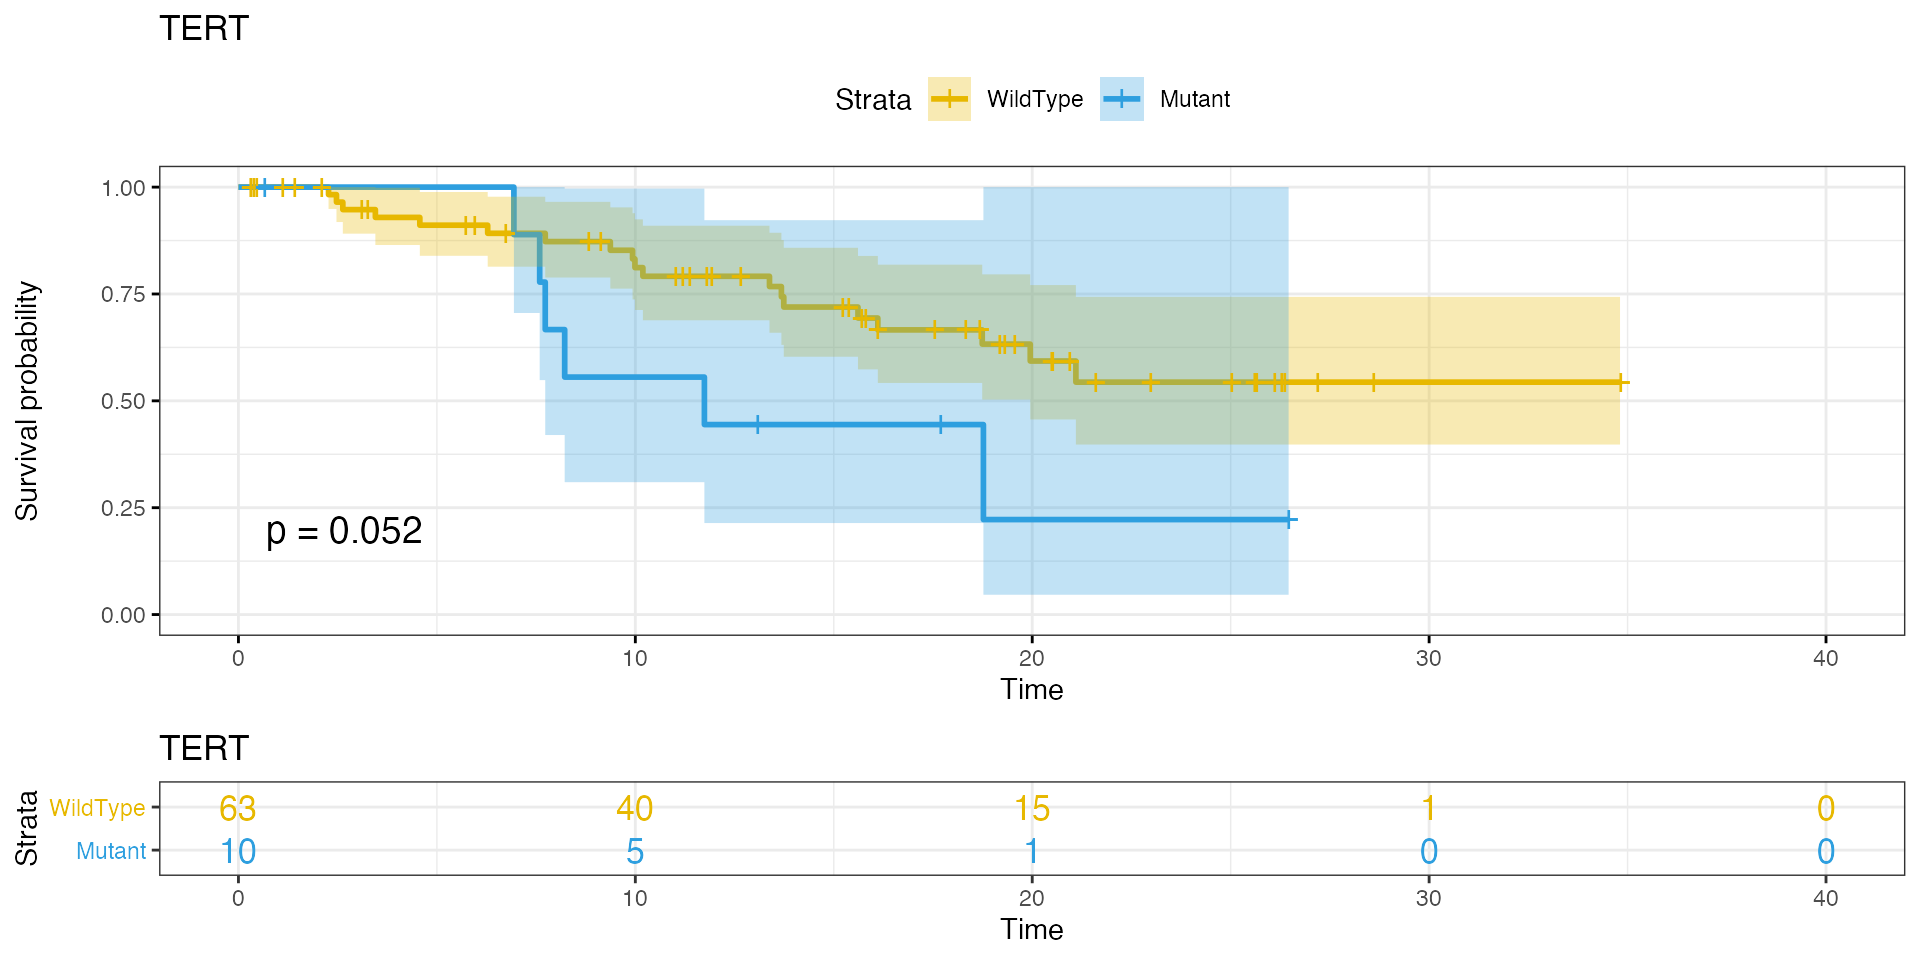 TERT
Strata WildType Mutant
1.00
0.75
0.50
0.25
0.00
Survival probability
p = 0.052
0 10 20 30 40
Time
TERT
Strata
WildType 63 40 15 1 0
Mutant 10 5 1 0 0
0 10 20 30 40
Time